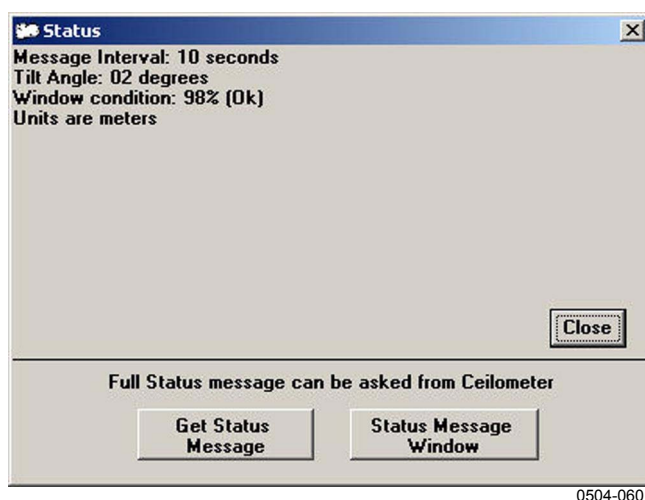 Status
Message Interval: 10 seconds
Tilt Angle: 02 degrees
Window condition: 98% (Ok)
Units are meters
Close
Full Status message can be asked from Ceilometer
Get Status
Message
Status Message
Window
0504-060